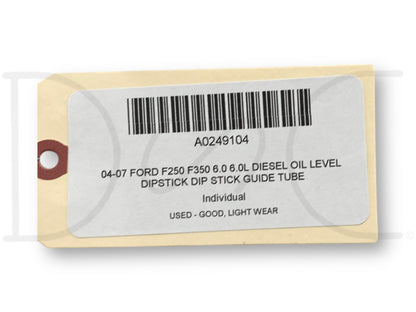 A0249104
04-07 FORD F250 F350 6.0 6.0L DIESEL OIL LEVEL
DIPSTICK DIP STICK GUIDE TUBE
Individual
USED - GOOD, LIGHT WEAR